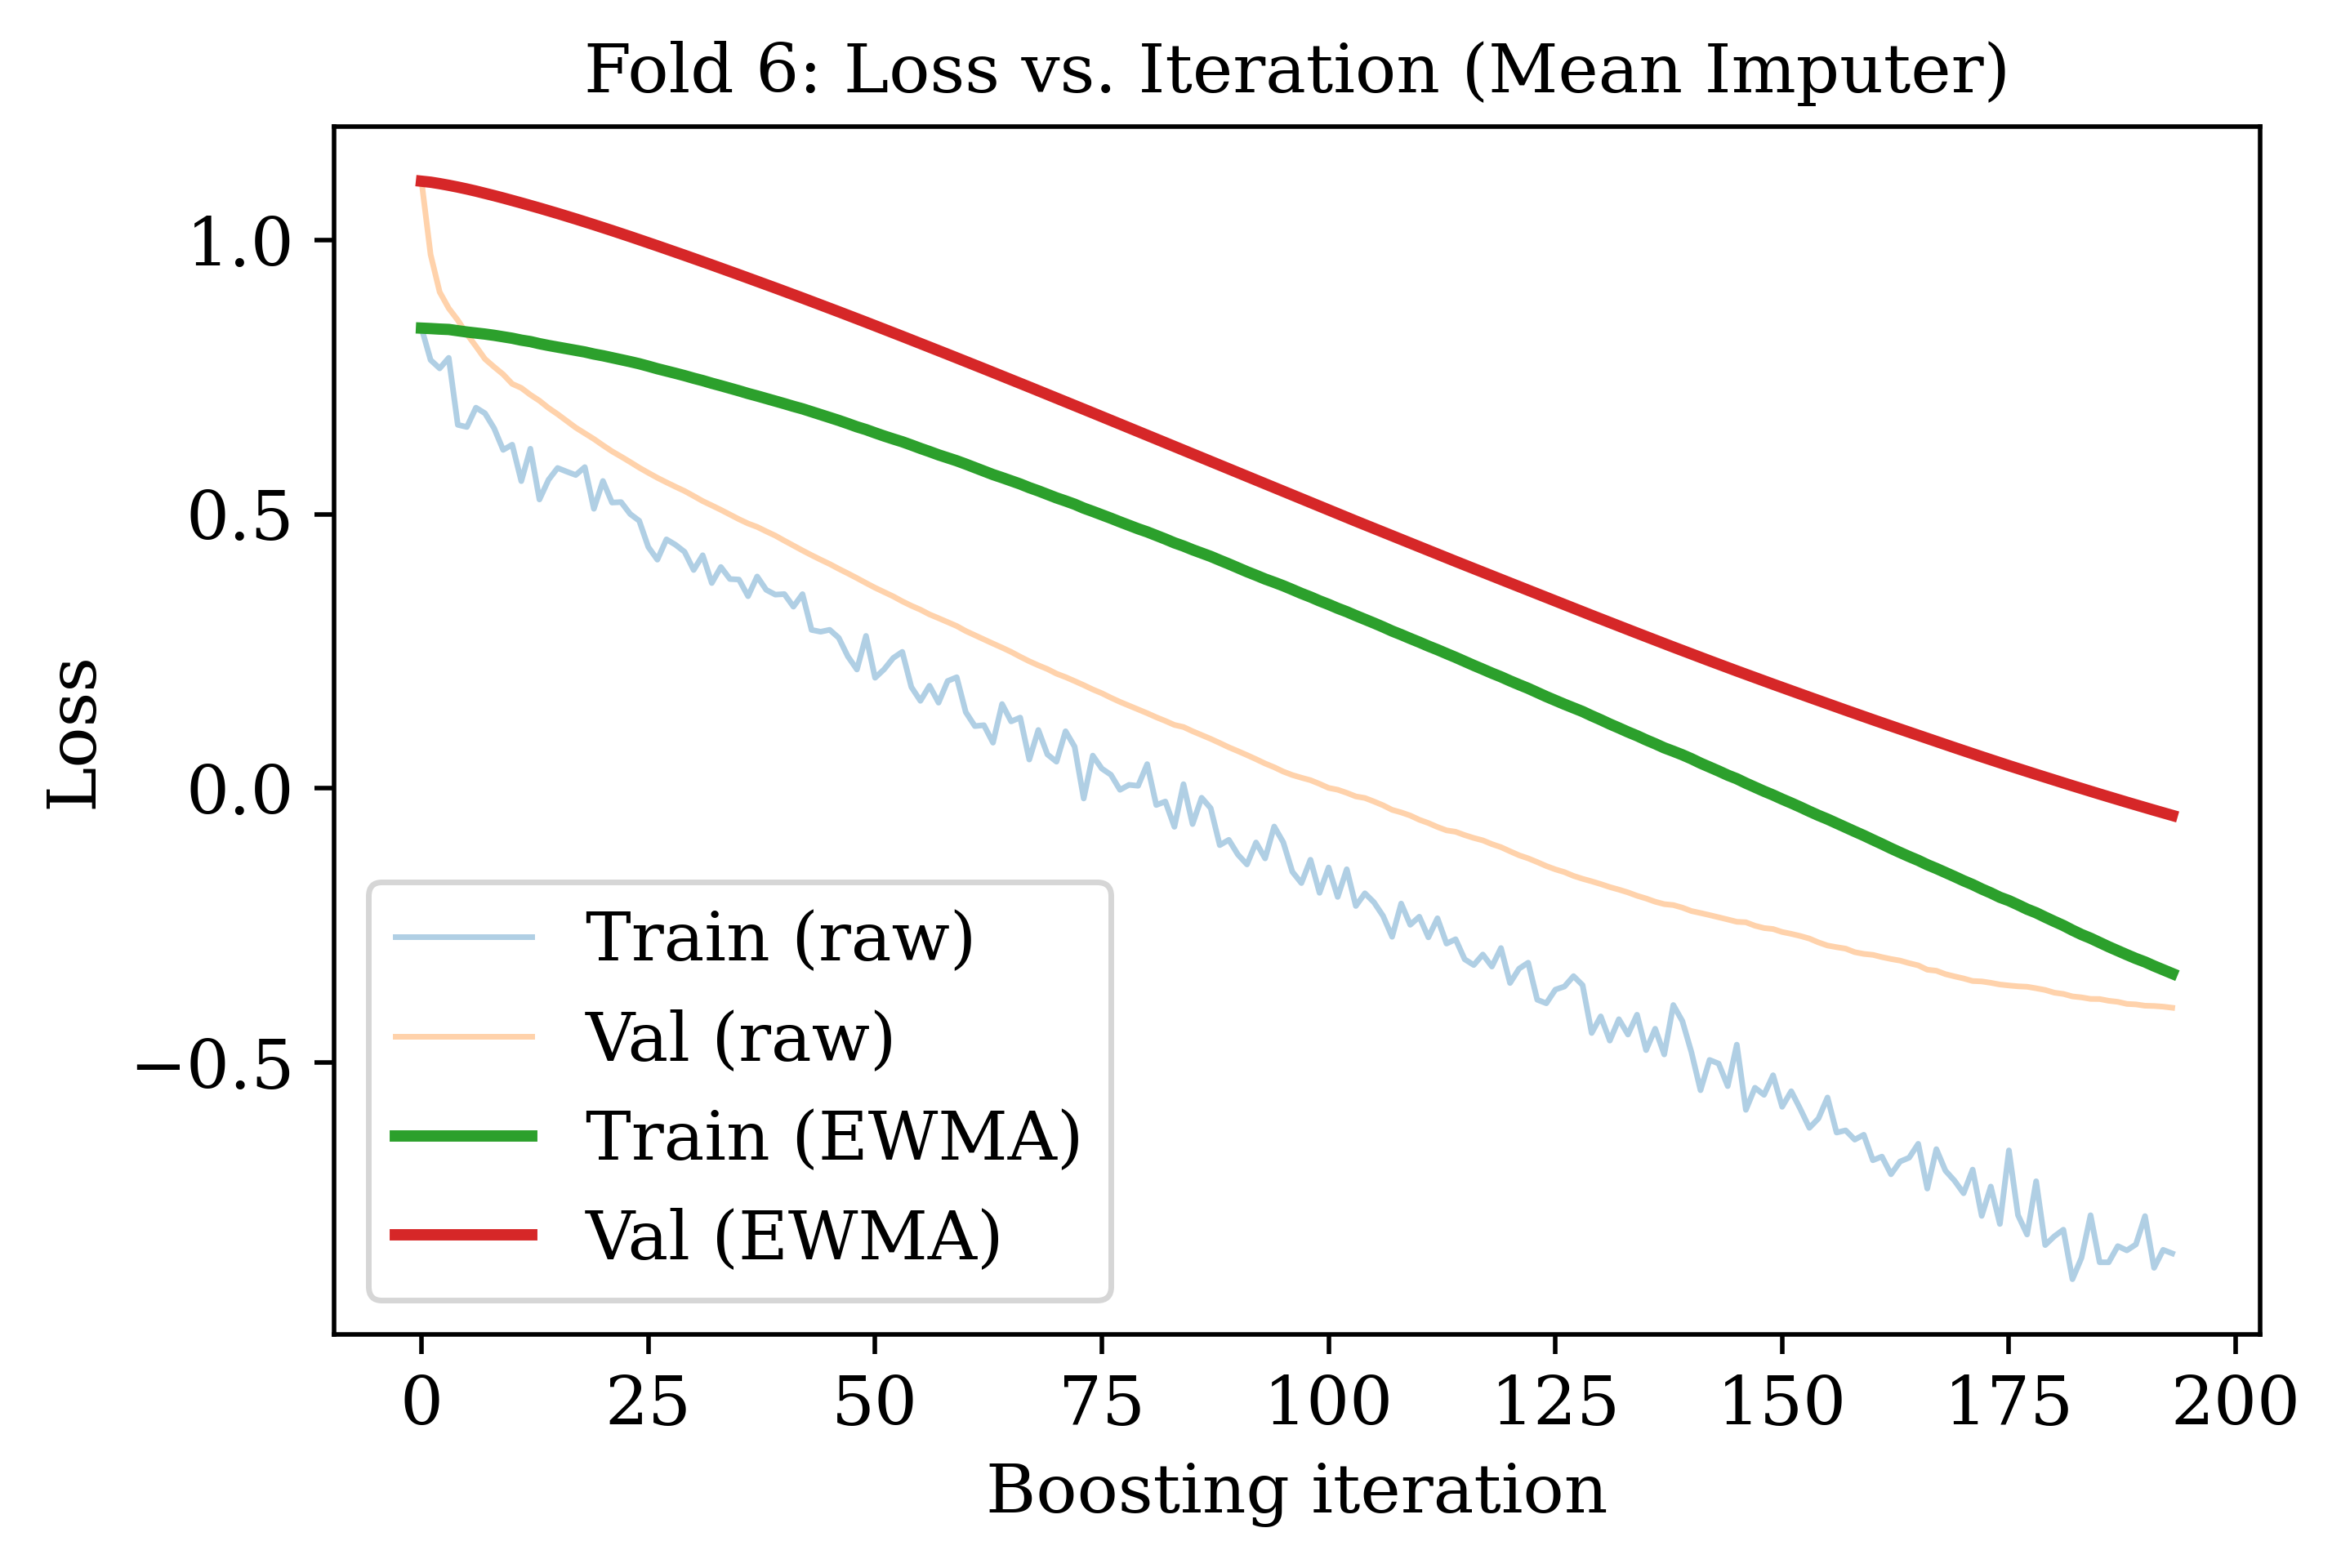 Fold 6: Loss vs. Iteration (Mean Imputer)
Loss
1.0
0.5
0.0
−0.5
Train (raw)
Val (raw)
Train (EWMA)
Val (EWMA)
0 25 50 75 100 125 150 175 200
Boosting iteration